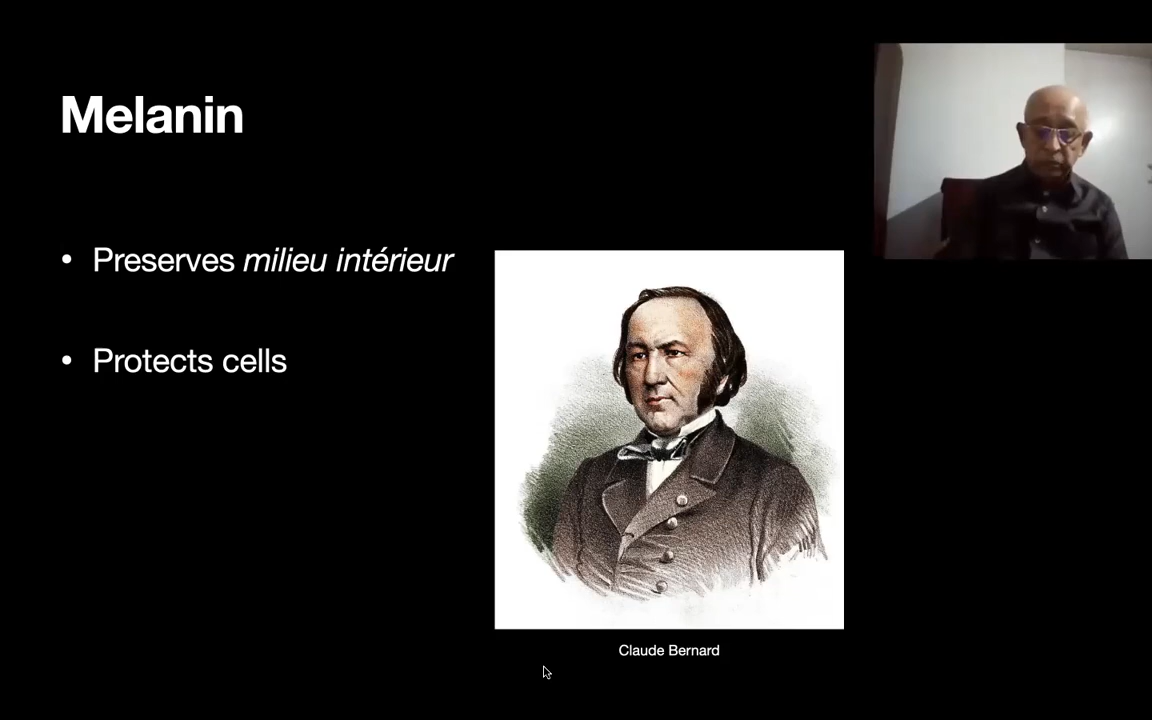 Melanin
• Preserves milieu intérieur
• Protects cells
Claude Bernard